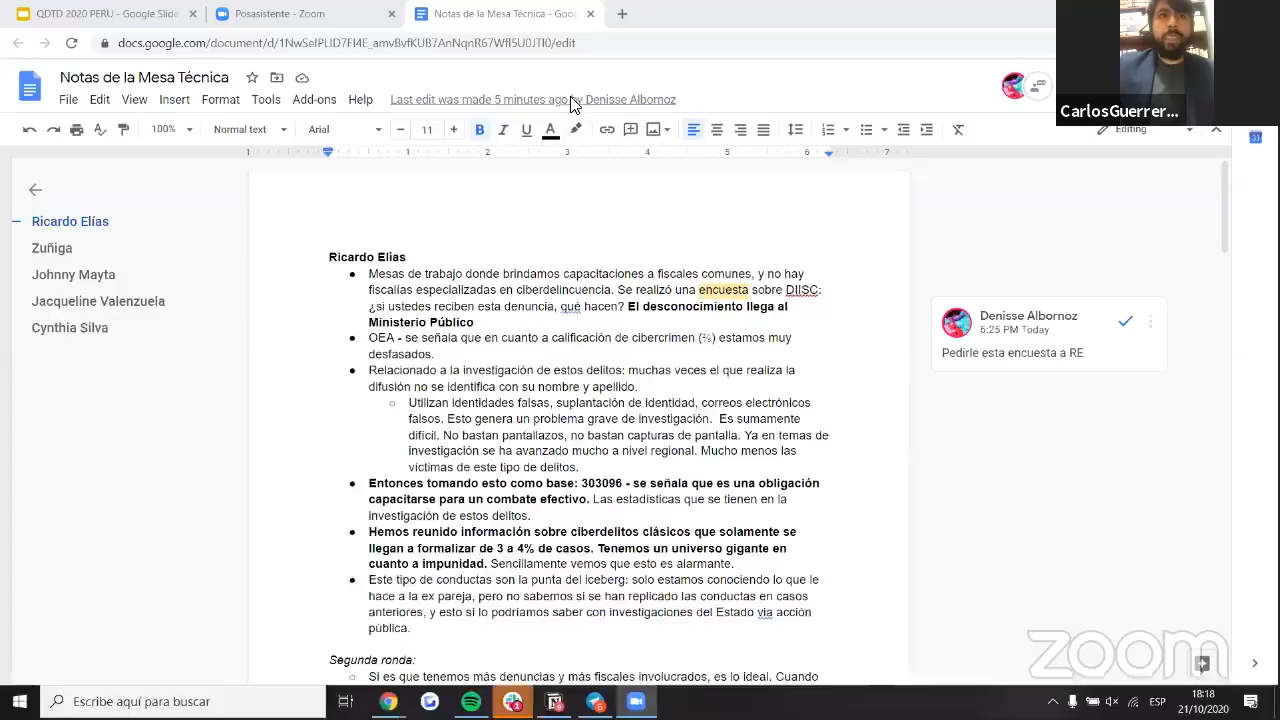 QDTD 2020 PERU - Google Slide
Posasistente - Zoom
Notas de la Mesa Técnica - Goog
docs.google.com/document/d/
/edit
CarlosGuerrer...
Notas de la Mesa Técnica
File Edit View Insert Format Tools Add-ons Help
Last edit was made 5 minutes ago by Denisse Albornoz
100% Normal text Arial 11 B I U A Editing
1 1 2 3 4 5 6 7
31
Ricardo Elías
Zuñiga
Johnny Mayta
Jacqueline Valenzuela
Cynthia Silva
Ricardo Elías
● Mesas de trabajo donde brindamos capacitaciones a fiscales comunes, y no hay
fiscalías especializadas en ciberdelincuencia. Se realizó una encuesta sobre DIISC:
¿si ustedes reciben esta denuncia, qué hacen? El desconocimiento llega al
Ministerio Público
● OEA - se señala que en cuanto a calificación de cibercrimen (⅖) estamos muy
desfasados.
● Relacionado a la investigación de estos delitos: muchas veces el que realiza la
difusión no se identifica con su nombre y apellido.
○ Utilizan identidades falsas, suplantación de identidad, correos electrónicos
falsos. Esto genera un problema grave de investigación. Es sumamente
difícil. No bastan pantallazos, no bastan capturas de pantalla. Ya en temas de
investigación se ha avanzado mucho a nivel regional. Mucho menos las
víctimas de este tipo de delitos.
● Entonces tomando esto como base: 303096 - se señala que es una obligación
capacitarse para un combate efectivo. Las estadísticas que se tienen en la
investigación de estos delitos.
● Hemos reunido información sobre ciberdelitos clásicos que solamente se
llegan a formalizar de 3 a 4% de casos. Tenemos un universo gigante en
cuanto a impunidad. Sencillamente vemos que esto es alarmante.
● Este tipo de conductas son la punta del iceberg: solo estamos conociendo lo que le
hace a la ex pareja, pero no sabemos si se han replicado las conductas en casos
anteriores, y esto sí lo podríamos saber con investigaciones del Estado via acción
pública.
Segunda ronda:
○ Si es que tenemos más denuncias y más fiscales involucrados, es lo ideal. Cuando
Denisse Albornoz
5:25 PM Today
Pedirle esta encuesta a RE
zoom
Escribe aquí para buscar
ESP
18:18
21/10/2020